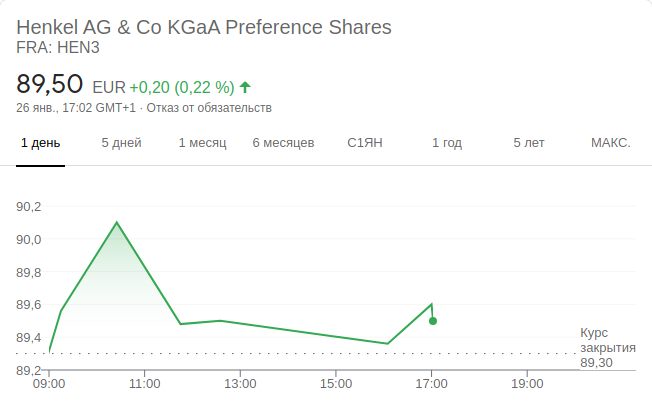 Henkel AG & Co KGaA Preference Shares
FRA: HEN3
89,50 EUR +0,20 (0,22 %)
26 янв., 17:02 GMT+1 · Отказ от обязательств
1 день 5 дней 1 месяц 6 месяцев С1ЯН 1 год 5 лет МАКС.
90,2
90,0
89,8
89,6
89,4
89,2
Курс
закрытия
89,30
09:00 11:00 13:00 15:00 17:00 19:00